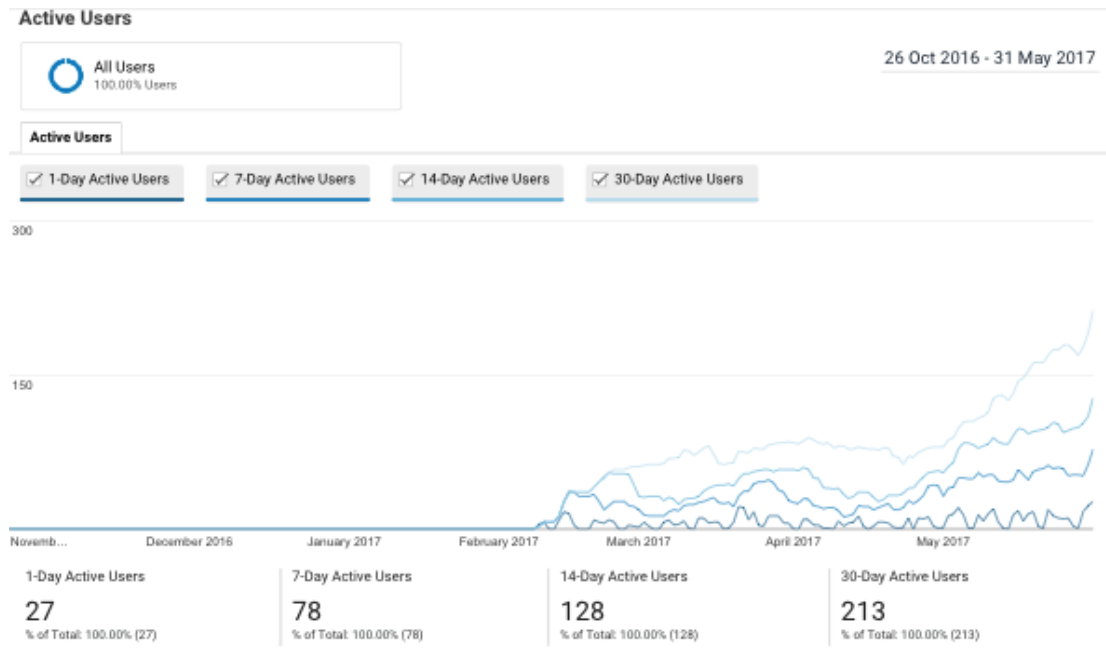 Active Users
All Users
100.00% Users
26 Oct 2016 - 31 May 2017
Active Users
1-Day Active Users 7-Day Active Users 14-Day Active Users 30-Day Active Users
300
150
Novemb... December 2016 January 2017 February 2017 March 2017 April 2017 May 2017
1-Day Active Users 7-Day Active Users 14-Day Active Users 30-Day Active Users
27 78 128 213
% of Total: 100.00% (27) % of Total: 100.00% (78) % of Total: 100.00% (128) % of Total: 100.00% (213)